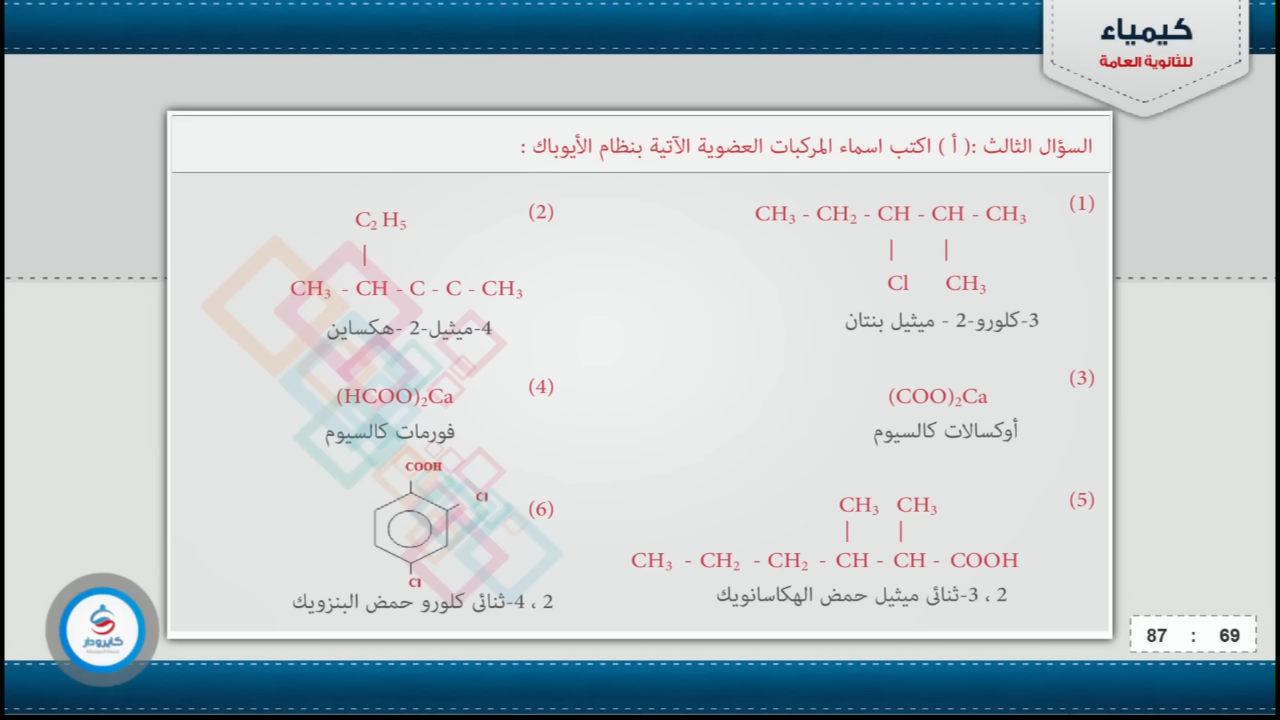 كيمياء
للثانوية العامة
السؤال الثالث :( أ ) اكتب اسماء المركبات العضوية الآتية بنظام الأيوباك :
(1)
CH₃ - CH₂ - CH - CH - CH₃
| |
Cl CH₃
3-كلورو-2 - ميثيل بنتان
(2)
C₂ H₅
|
CH₃ - CH - C - C - CH₃
4-ميثيل-2 -هكساين
(3)
(COO)₂Ca
أوكسالات كالسيوم
(4)
(HCOO)₂Ca
فورمات كالسيوم
(5)
CH₃ CH₃
| |
CH₃ - CH₂ - CH₂ - CH - CH - COOH
2 ، 3-ثنائى ميثيل حمض الهكاسانويك
(6)
COOH
Cl
Cl
2 ، 4-ثنائى كلورو حمض البنزويك
كايرودار
87 : 69